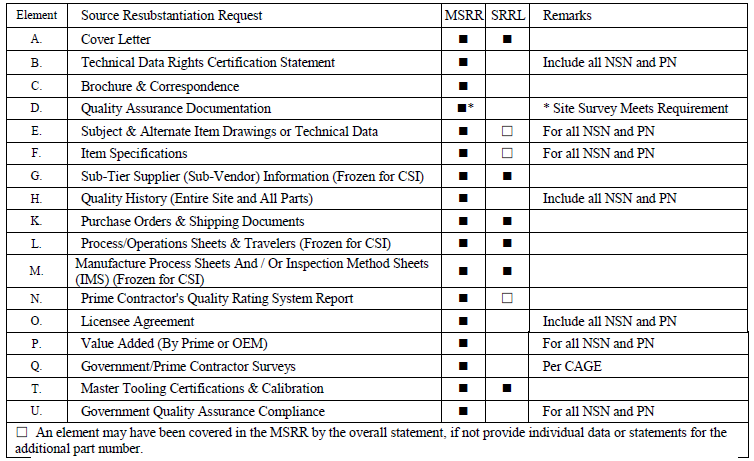 Element Source Resubstantiation Request MSRR SRRL Remarks
A. Cover Letter ■ ■
B. Technical Data Rights Certification Statement ■ Include all NSN and PN
C. Brochure & Correspondence ■
D. Quality Assurance Documentation ■* * Site Survey Meets Requirement
E. Subject & Alternate Item Drawings or Technical Data ■ □ For all NSN and PN
F. Item Specifications ■ □ For all NSN and PN
G. Sub-Tier Supplier (Sub-Vendor) Information (Frozen for CSI) ■ ■
H. Quality History (Entire Site and All Parts) ■ Include all NSN and PN
K. Purchase Orders & Shipping Documents ■ ■
L. Process/Operations Sheets & Travelers (Frozen for CSI) ■ ■
M. Manufacture Process Sheets And / Or Inspection Method Sheets
(IMS) (Frozen for CSI) ■ ■
N. Prime Contractor's Quality Rating System Report ■ □
O. Licensee Agreement ■ Include all NSN and PN
P. Value Added (By Prime or OEM) ■ For all NSN and PN
Q. Government/Prime Contractor Surveys ■ Per CAGE
T. Master Tooling Certifications & Calibration ■ ■
U. Government Quality Assurance Compliance ■ For all NSN and PN
□ An element may have been covered in the MSRR by the overall statement, if not provide individual data or statements for the
additional part number.